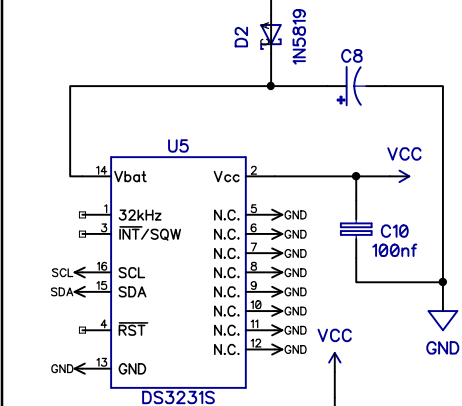 D2
1N5819
C8
+
U5
VCC
14 Vbat Vcc 2
1 32kHz N.C. 5 GND
3 INT/SQW N.C. 6 GND
N.C. 7 GND
C10
100nf
SCL 16 SCL N.C. 8 GND
SDA 15 SDA N.C. 9 GND
N.C. 10 GND
4 RST N.C. 11 GND
N.C. 12 GND
VCC
GND
GND 13 GND
DS3231S